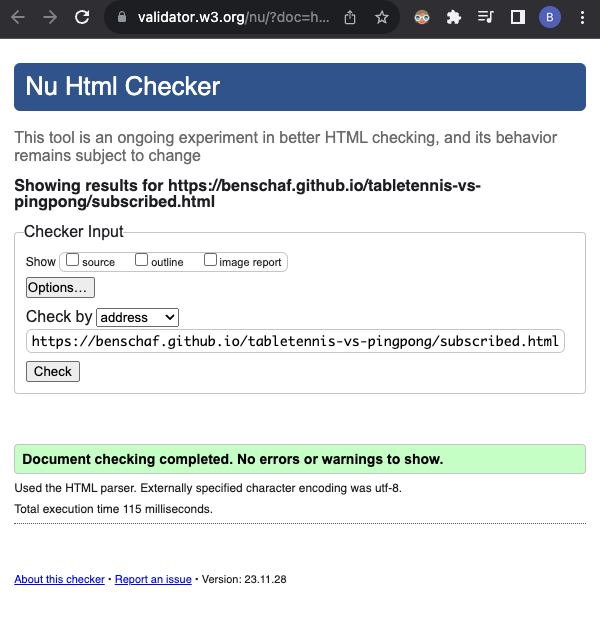 validator.w3.org/nu/?doc=h...
B
Nu Html Checker
This tool is an ongoing experiment in better HTML checking, and its behavior
remains subject to change
Showing results for https://benschaf.github.io/tabletennis-vs-
pingpong/subscribed.html
Checker Input
Show source outline image report
Options...
Check by address
https://benschaf.github.io/tabletennis-vs-pingpong/subscribed.html
Check
Document checking completed. No errors or warnings to show.
Used the HTML parser. Externally specified character encoding was utf-8.
Total execution time 115 milliseconds.
About this checker • Report an issue • Version: 23.11.28